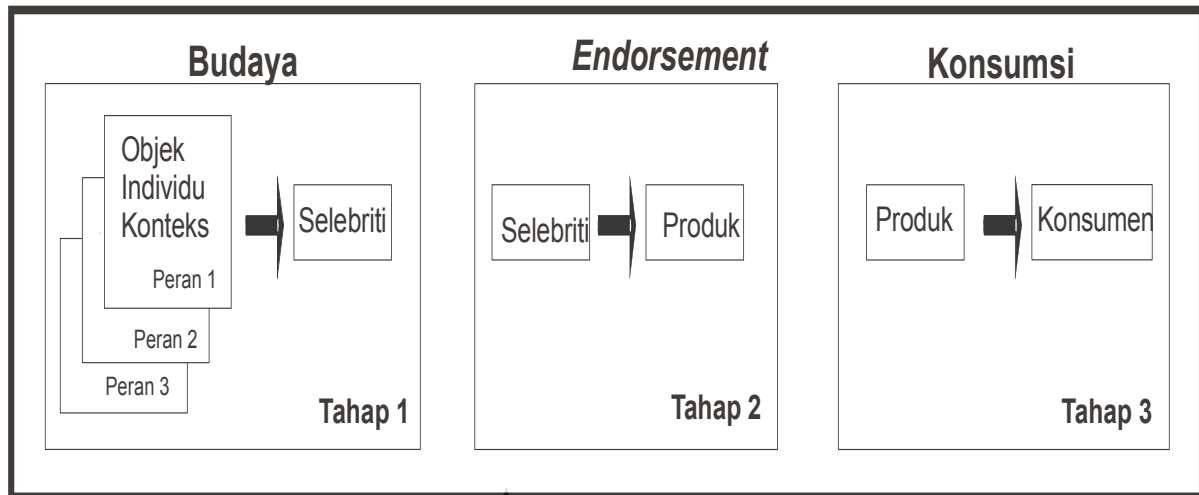 Budaya
Objek
Individu
Konteks
Peran 1
Peran 2
Peran 3
Selebriti
Tahap 1
Endorsement
Selebriti
Produk
Tahap 2
Konsumsi
Produk
Konsumen
Tahap 3